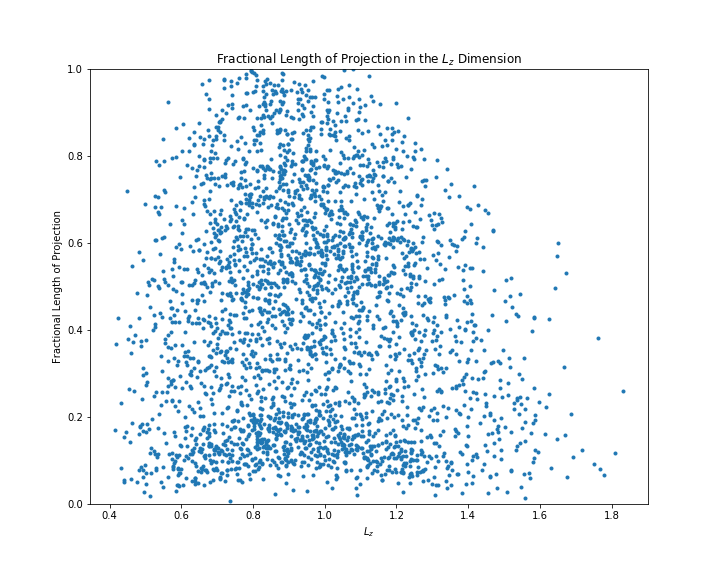 Fractional Length of Projection in the L_z Dimension
1.0
0.8
0.6
0.4
0.2
0.0
Fractional Length of Projection
0.4 0.6 0.8 1.0 1.2 1.4 1.6 1.8
L_z